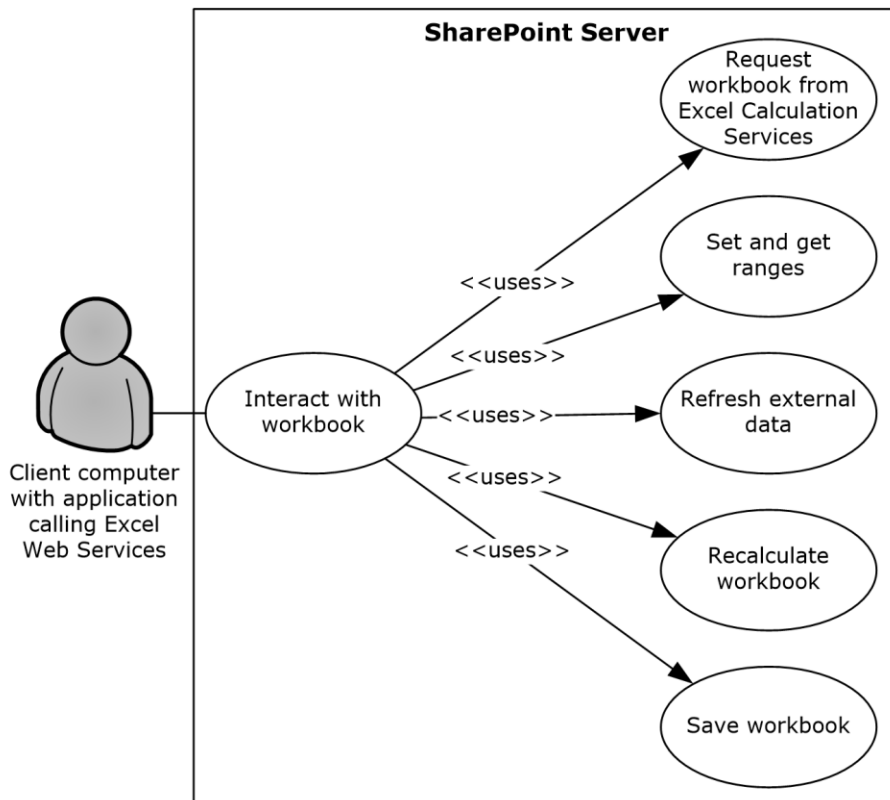 SharePoint Server
Request
workbook from
Excel Calculation
Services
Set and get
ranges
<<uses>>
<<uses>>
Interact with
workbook
<<uses>>
Refresh external
data
Client computer
with application
calling Excel
Web Services
<<uses>>
<<uses>>
Recalculate
workbook
Save workbook